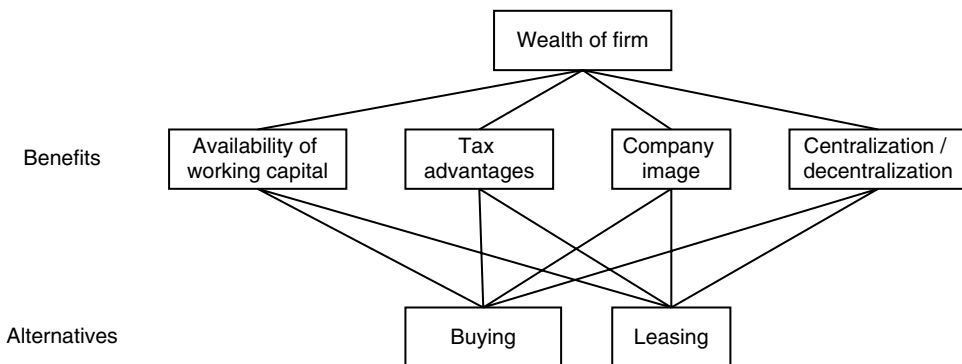 Wealth of firm
Benefits
Availability of
working capital
Tax
advantages
Company
image
Centralization /
decentralization
Alternatives
Buying
Leasing